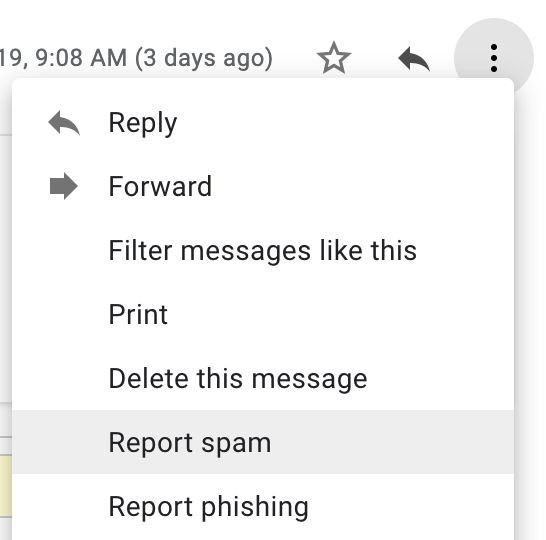 19, 9:08 AM (3 days ago)
Reply
Forward
Filter messages like this
Print
Delete this message
Report spam
Report phishing